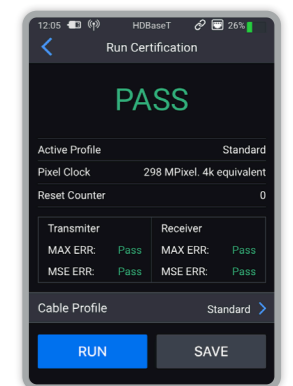 12:05 HDBaseT 26%
Run Certification
PASS
Active Profile Standard
Pixel Clock 298 MPixel. 4k equivalent
Reset Counter 0
Transmiter Receiver
MAX ERR: Pass MAX ERR: Pass
MSE ERR: Pass MSE ERR: Pass
Cable Profile Standard
RUN SAVE